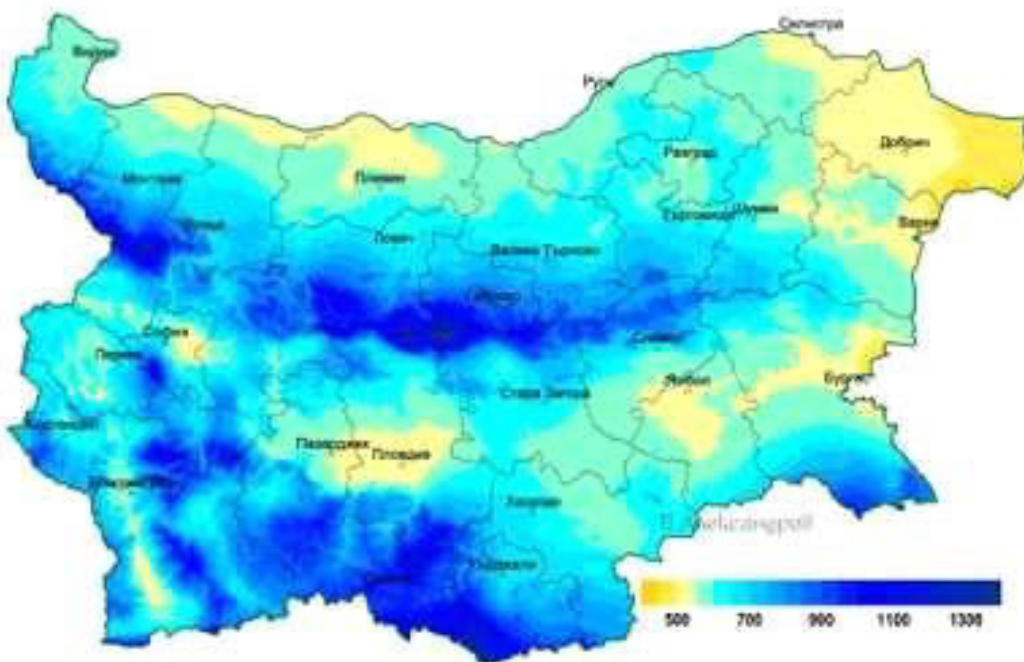 Силистра
Видин
Русе
Добрич
Разград
Монтана
Плевен
Търговище
Шумен
Варна
Враца
Ловеч
Велико Търново
Габрово
София
Сливен
Перник
Ямбол
Бургас
Стара Загора
Кюстендил
Пазарджик
Пловдив
Хасково
Кърджали
500 700 900 1100 1300